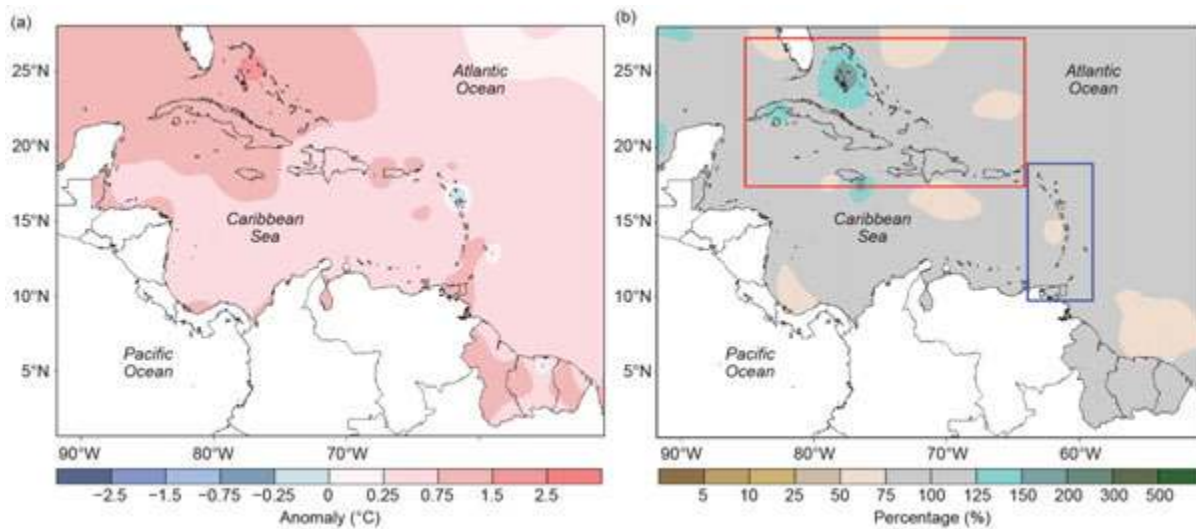 (a)
(b)
25°N
20°N
15°N
10°N
5°N
Atlantic
Ocean
Caribbean
Sea
Pacific
Ocean
90°W 80°W 70°W
−2.5 −1.5 −0.75 −0.25 0 0.25 0.75 1.5 2.5
Anomaly (°C)
25°N
20°N
15°N
10°N
5°N
Atlantic
Ocean
Caribbean
Sea
Pacific
Ocean
90°W 80°W 70°W 60°W
5 10 25 50 75 100 125 150 200 300 500
Percentage (%)